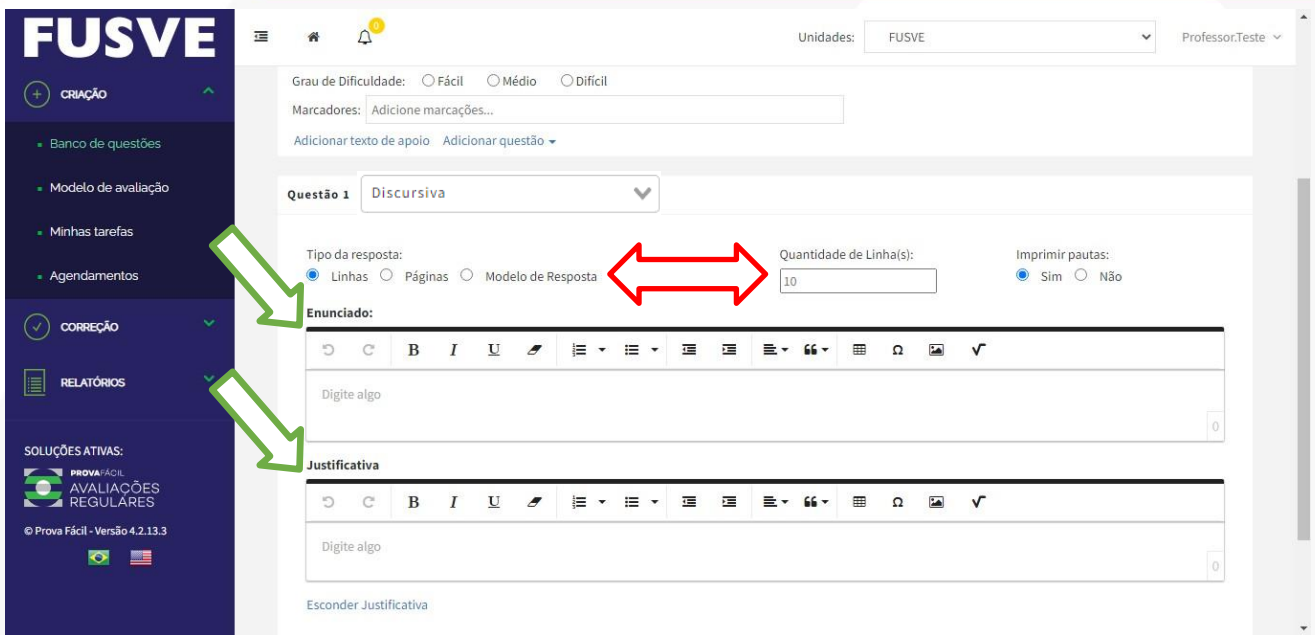 FUSVE
0
Unidades: FUSVE
Professor.Teste
CRIAÇÃO
Banco de questões
Modelo de avaliação
Minhas tarefas
Agendamentos
CORREÇÃO
RELATÓRIOS
SOLUÇÕES ATIVAS:
PROVAFÁCIL
AVALIAÇÕES
REGULARES
© Prova Fácil - Versão 4.2.13.3
Grau de Dificuldade: Fácil Médio Difícil
Marcadores: Adicione marcações...
Adicionar texto de apoio Adicionar questão
Questão 1 Discursiva
Tipo da resposta: Quantidade de Linha(s): Imprimir pautas:
Linhas Páginas Modelo de Resposta 10 Sim Não
Enunciado:
B I U Ω
Digite algo
0
Justificativa
B I U Ω
Digite algo
0
Esconder Justificativa